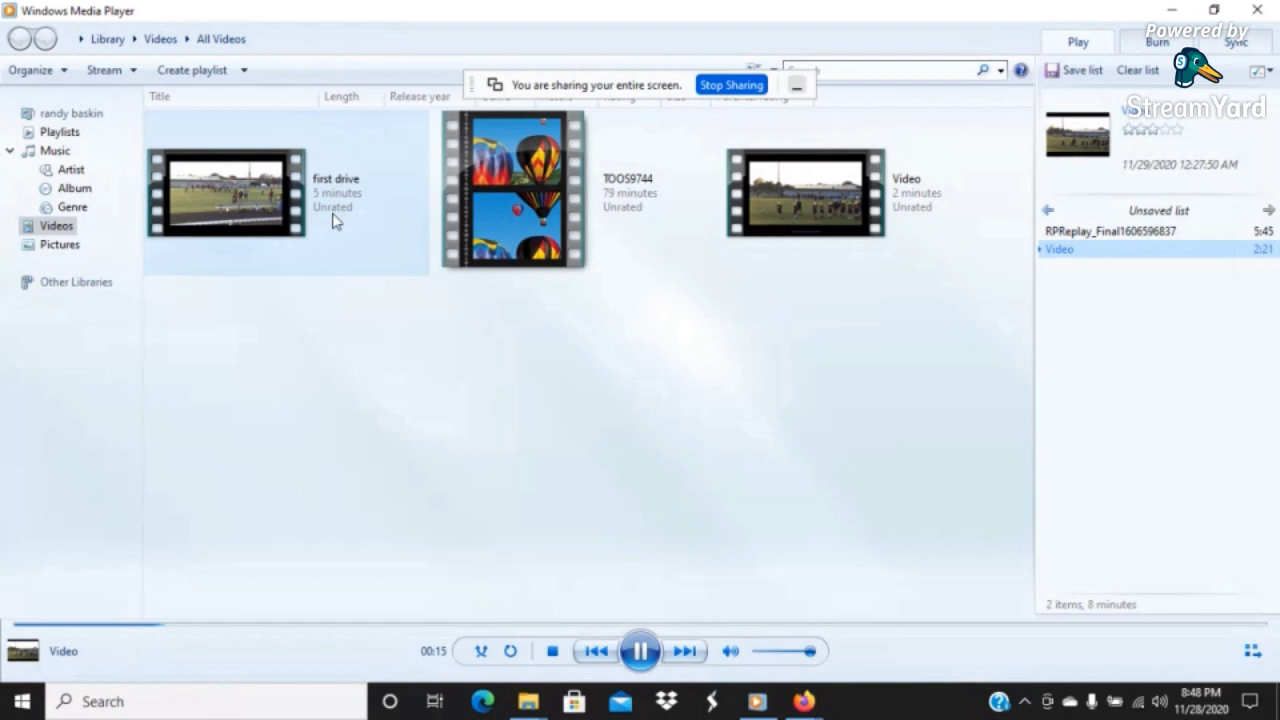 Windows Media Player
Library Videos All Videos
Play Burn Sync
Powered by
StreamYard
Organize Stream Create playlist
Save list Clear list
You are sharing your entire screen. Stop Sharing
Title Length Release year
randy baskin
Playlists
Music
Artist
Album
Genre
Videos
Pictures
Other Libraries
first drive
5 minutes
Unrated
TOOS9744
79 minutes
Unrated
Video
2 minutes
Unrated
11/29/2020 12:27:50 AM
Unsaved list
RPReplay_Final1606596837 5:45
Video 2:21
2 items, 8 minutes
Video 00:15
Search
8:48 PM
11/28/2020